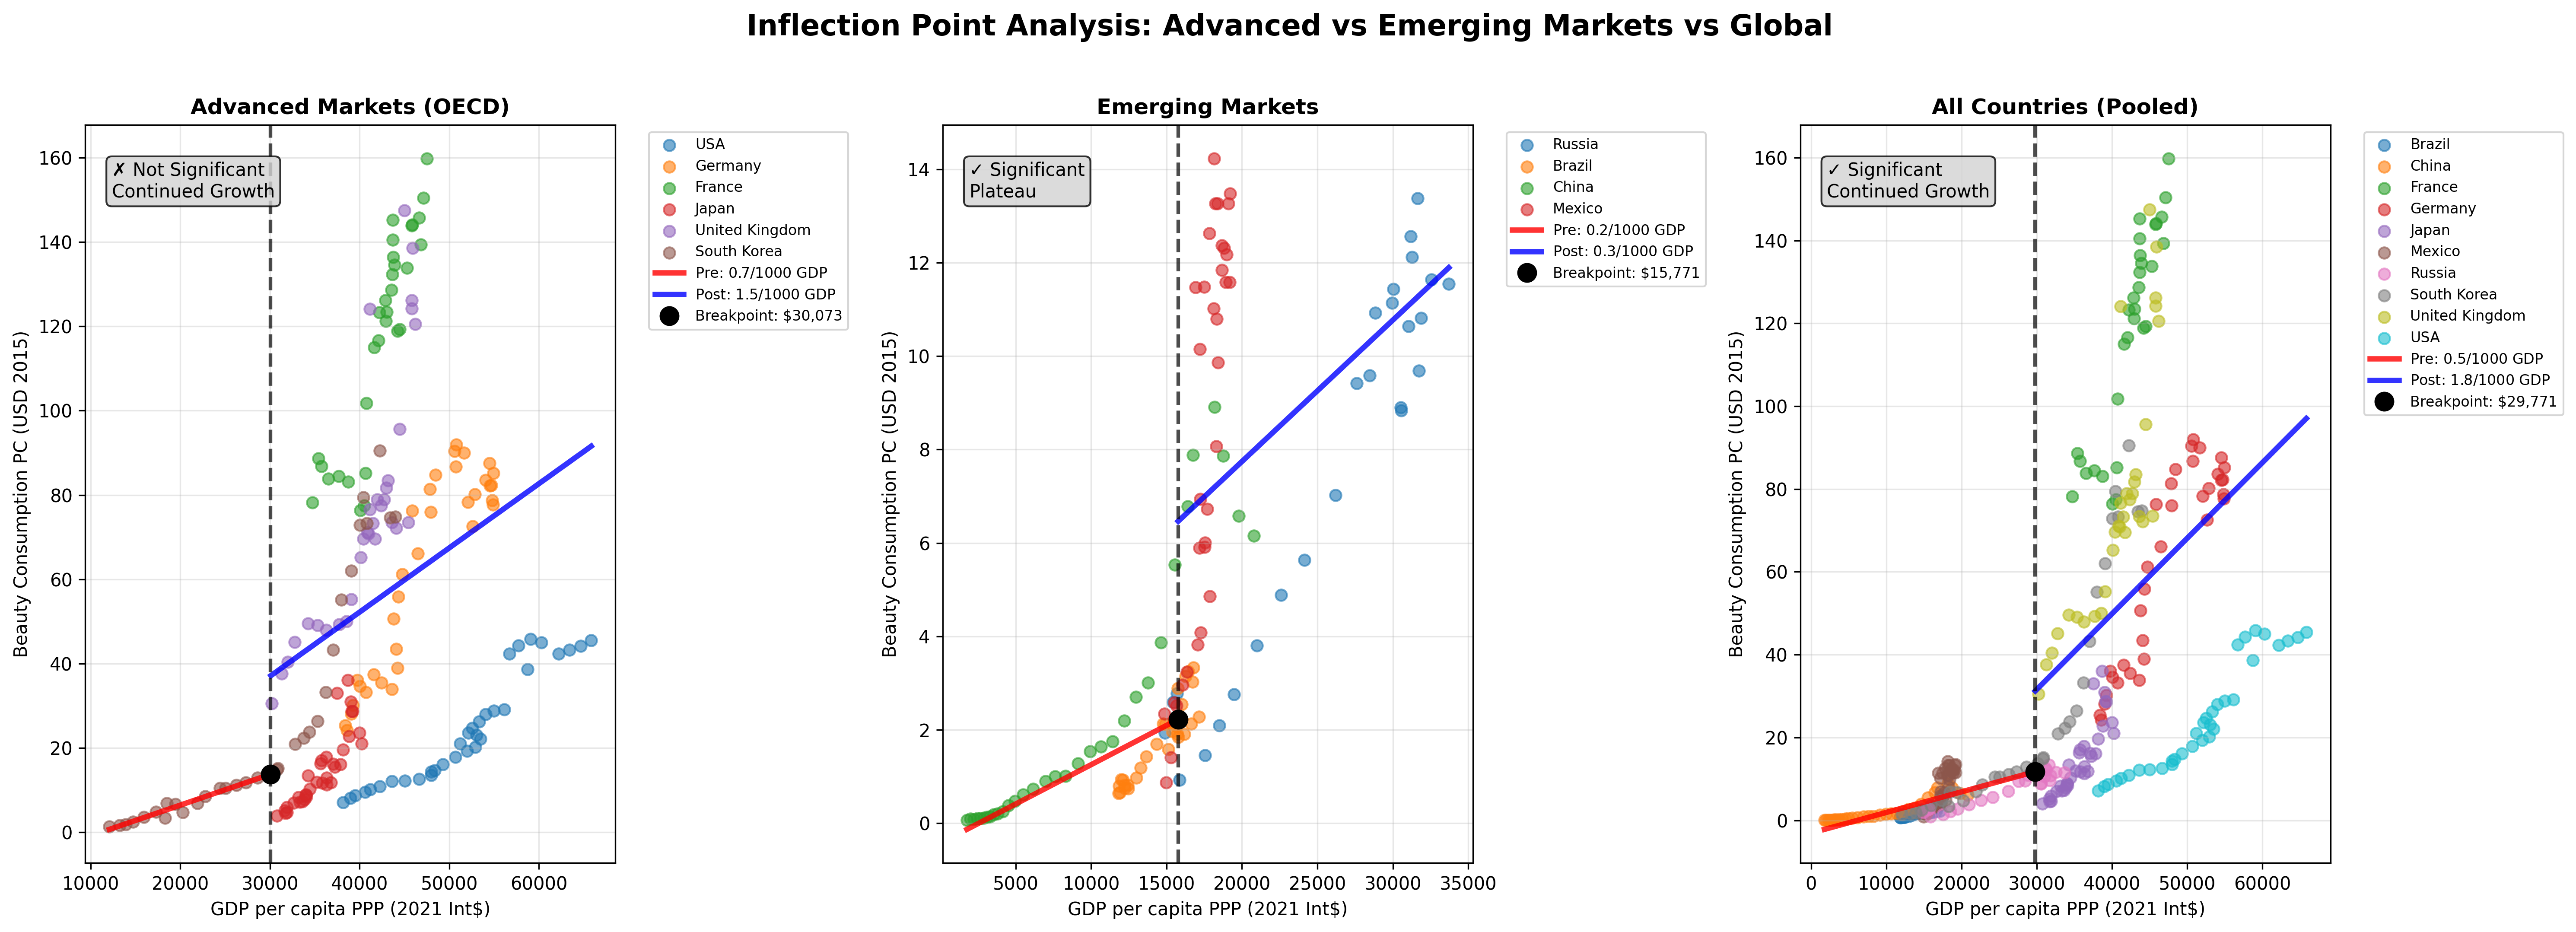 Inflection Point Analysis: Advanced vs Emerging Markets vs Global
Advanced Markets (OECD)
✗ Not Significant
Continued Growth
Beauty Consumption PC (USD 2015)
160
140
120
100
80
60
40
20
0
10000 20000 30000 40000 50000 60000
GDP per capita PPP (2021 Int$)
USA
Germany
France
Japan
United Kingdom
South Korea
Pre: 0.7/1000 GDP
Post: 1.5/1000 GDP
Breakpoint: $30,073
Emerging Markets
✓ Significant
Plateau
Beauty Consumption PC (USD 2015)
14
12
10
8
6
4
2
0
5000 10000 15000 20000 25000 30000 35000
GDP per capita PPP (2021 Int$)
Russia
Brazil
China
Mexico
Pre: 0.2/1000 GDP
Post: 0.3/1000 GDP
Breakpoint: $15,771
All Countries (Pooled)
✓ Significant
Continued Growth
Beauty Consumption PC (USD 2015)
160
140
120
100
80
60
40
20
0
0 10000 20000 30000 40000 50000 60000
GDP per capita PPP (2021 Int$)
Brazil
China
France
Germany
Japan
Mexico
Russia
South Korea
United Kingdom
USA
Pre: 0.5/1000 GDP
Post: 1.8/1000 GDP
Breakpoint: $29,771